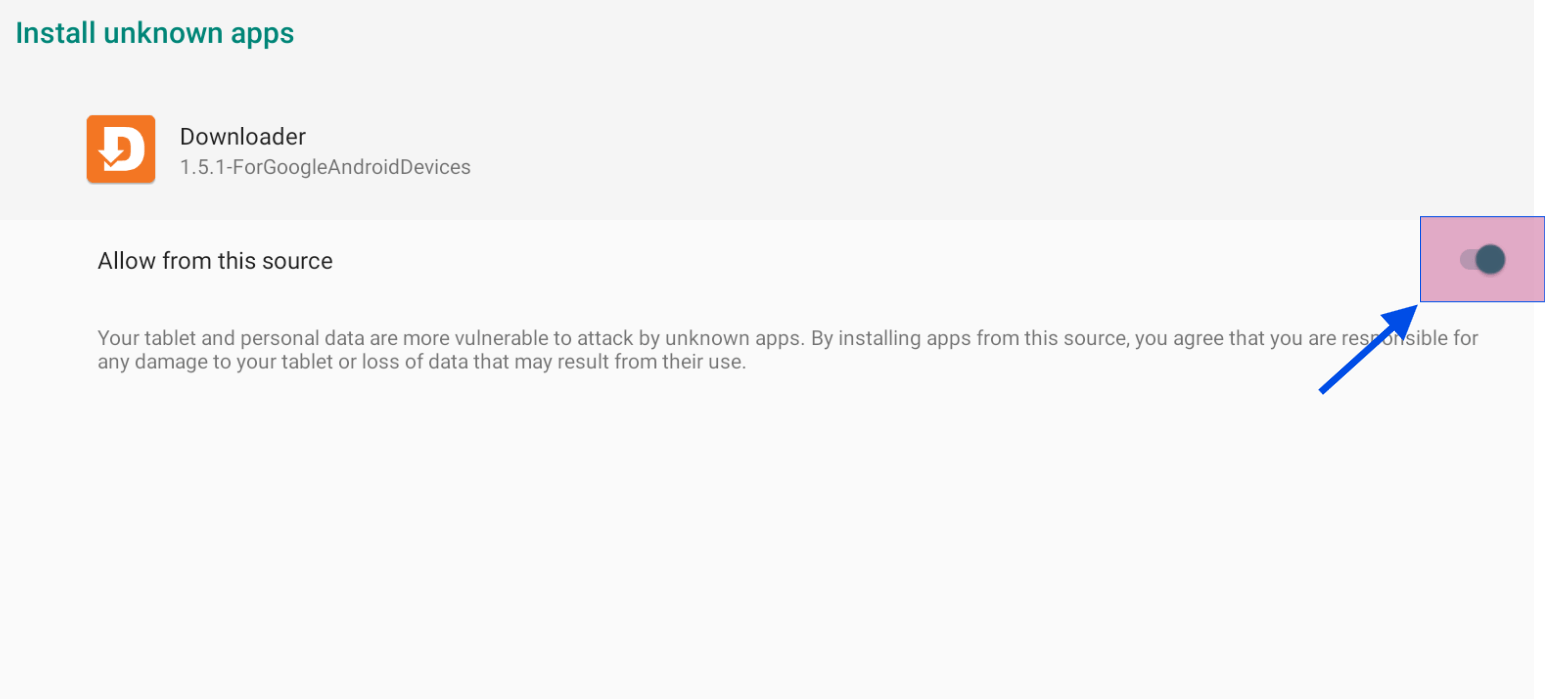 Install unknown apps
D
Downloader
1.5.1-ForGoogleAndroidDevices
Allow from this source
Your tablet and personal data are more vulnerable to attack by unknown apps. By installing apps from this source, you agree that you are responsible for
any damage to your tablet or loss of data that may result from their use.